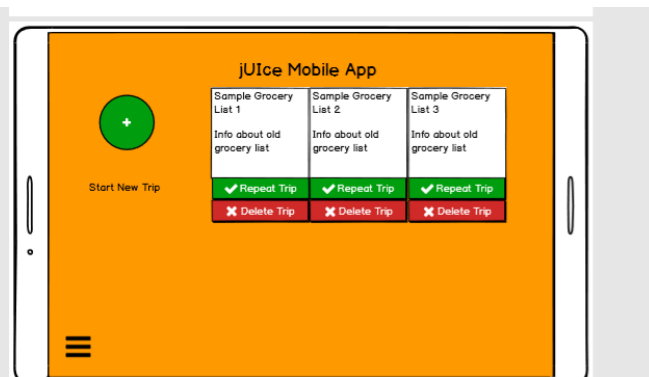 jUIce Mobile App
+
Start New Trip
Sample Grocery
List 1
Info about old
grocery list
Repeat Trip
Delete Trip
Sample Grocery
List 2
Info about old
grocery list
Repeat Trip
Delete Trip
Sample Grocery
List 3
Info about old
grocery list
Repeat Trip
Delete Trip